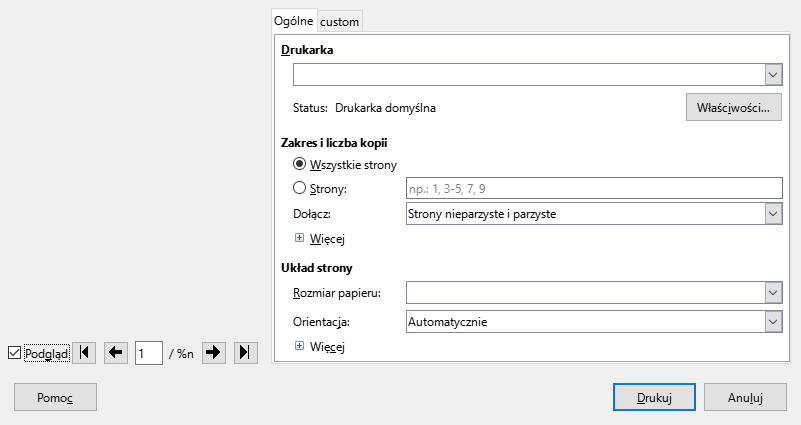 Ogólne custom
Drukarka
Status: Drukarka domyślna
Właściwości...
Zakres i liczba kopii
Wszystkie strony
Strony: np.: 1, 3-5, 7, 9
Dołącz: Strony nieparzyste i parzyste
Więcej
Układ strony
Rozmiar papieru:
Orientacja: Automatycznie
Więcej
Podgląd 1 / %n
Pomoc Drukuj Anuluj